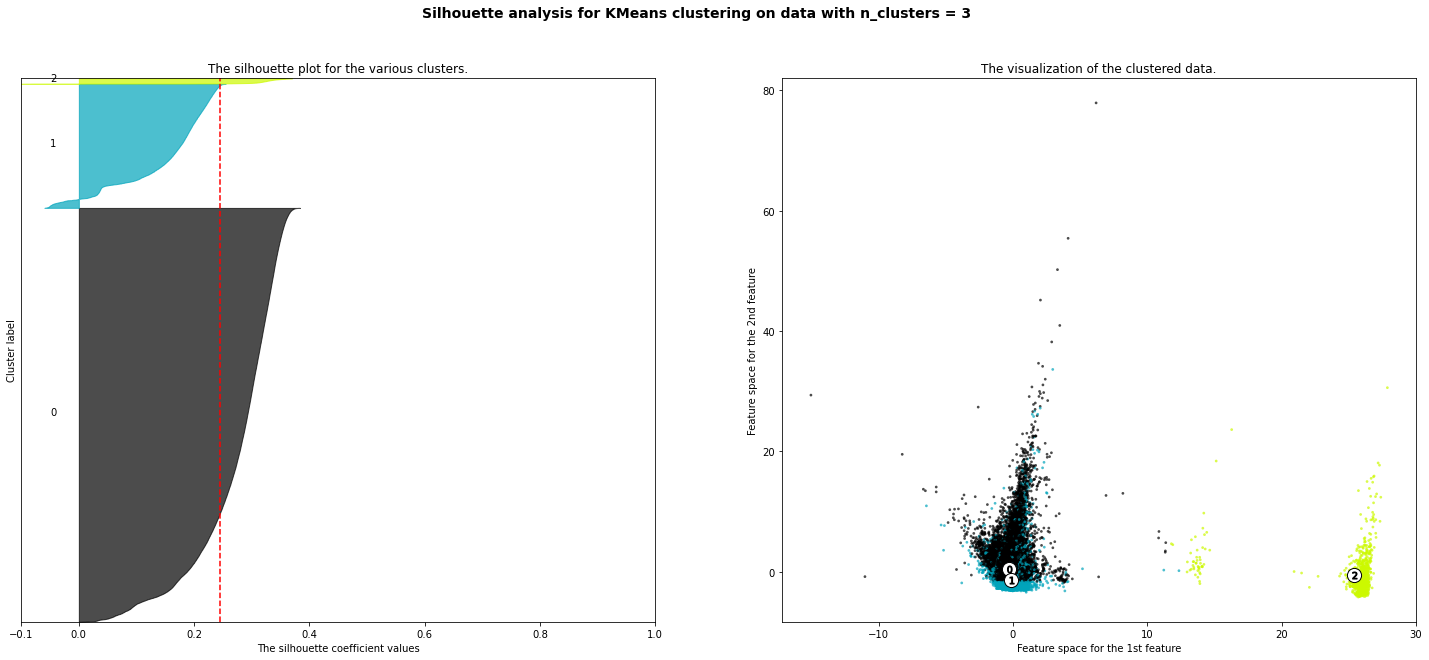 Silhouette analysis for KMeans clustering on data with n_clusters = 3
The silhouette plot for the various clusters.
2
1
0
Cluster label
−0.1 0.0 0.2 0.4 0.6 0.8 1.0
The silhouette coefficient values
The visualization of the clustered data.
80
60
40
20
0
Feature space for the 2nd feature
0
1
2
−10 0 10 20 30
Feature space for the 1st feature